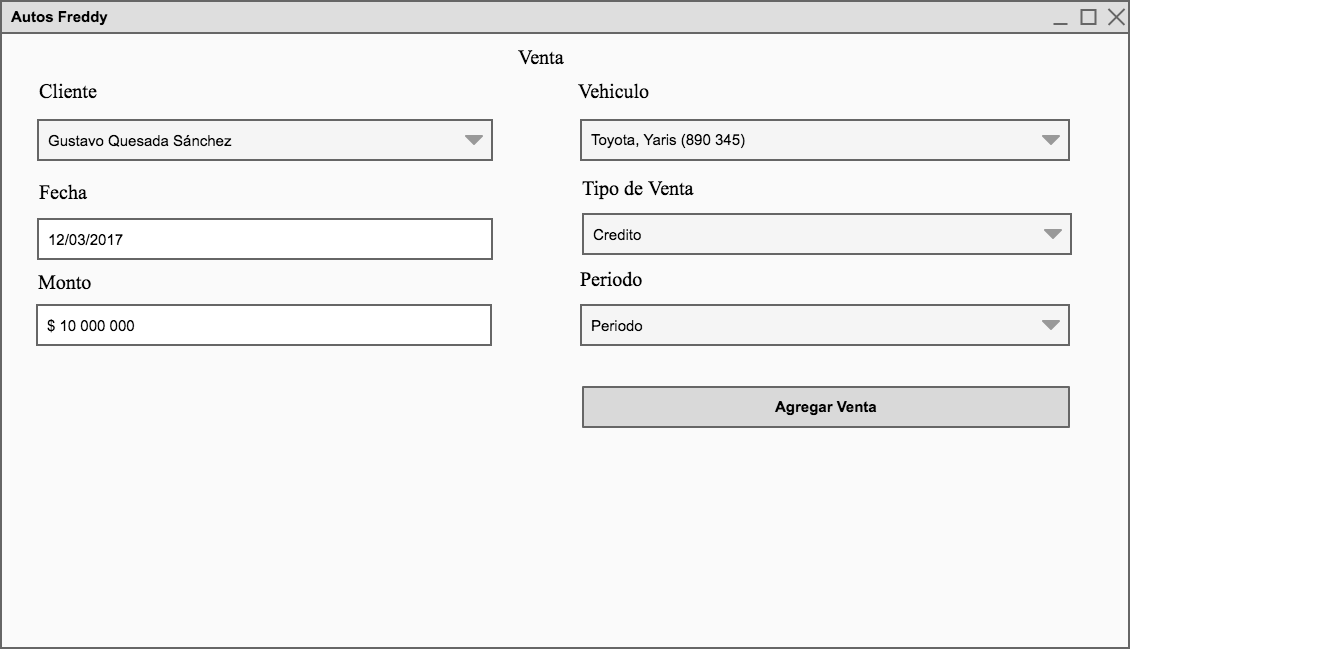 Autos Freddy
Venta
Cliente
Vehiculo
Gustavo Quesada Sánchez
Toyota, Yaris (890 345)
Fecha
Tipo de Venta
12/03/2017
Credito
Monto
Periodo
$ 10 000 000
Periodo
Agregar Venta